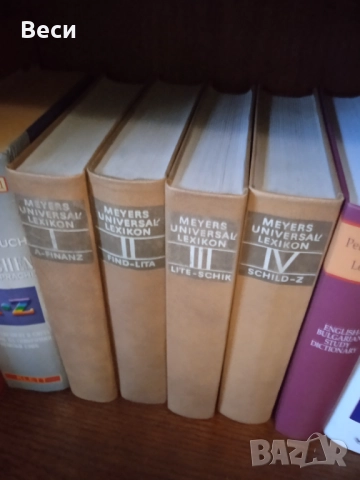 Веси
MEYERS
UNIVERSAL/
LEXIKON
I
A-FINANZ
MEYERS
UNIVERSAL/
LEXIKON
II
FIND-LITA
MEYERS
UNIVERSAL/
LEXIKON
III
LITE-SCHIK
MEYERS
UNIVERSAL/
LEXIKON
IV
SCHILD-Z
ENGLISH
BULGARIAN
STUDY
DICTIONARY
KLETT
BAZAR